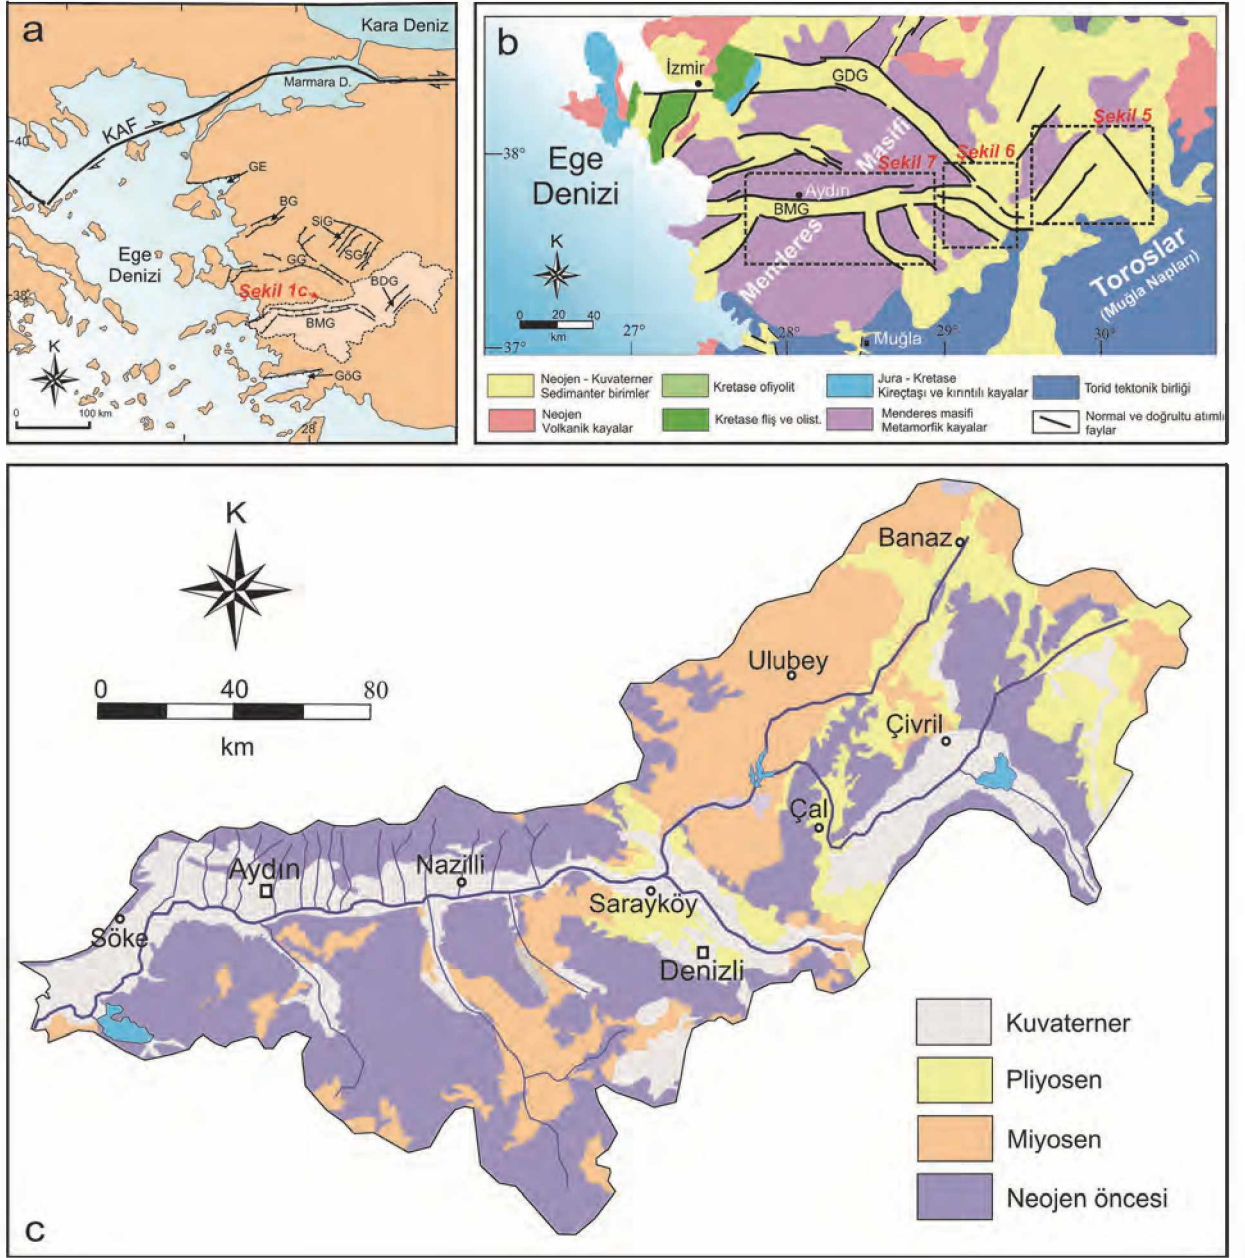 a
Kara Deniz
Marmara D.
KAF
40
GE
BG
SiG
SG
GG
Ege
Denizi
BDG
38
Şekil 1c
BMG
K
GöG
0
100 km
28
b
İzmir
GDG
Şekil 5
Masifi
Şekil 6
38°
Şekil 7
Ege
Denizi
Aydın
BMG
K
Menderes
Toroslar
(Muğla Napları)
0 20 40
km
27°
28°
29°
30°
37°
Muğla
Neojen - Kuvaterner
Sedimanter birimler
Kretase ofiyolit
Jura - Kretase
Kireçtaşı ve kırıntılı kayalar
Torid tektonik birliği
Neojen
Volkanik kayalar
Kretase fliş ve olist.
Menderes masifi
Metamorfik kayalar
Normal ve doğrultu atımlı
faylar
K
Banaz
0 40 80
km
Ulubey
Çivril
Çal
Aydın
Nazilli
Sarayköy
Söke
Denizli
Kuvaterner
Pliyosen
Miyosen
Neojen öncesi
c